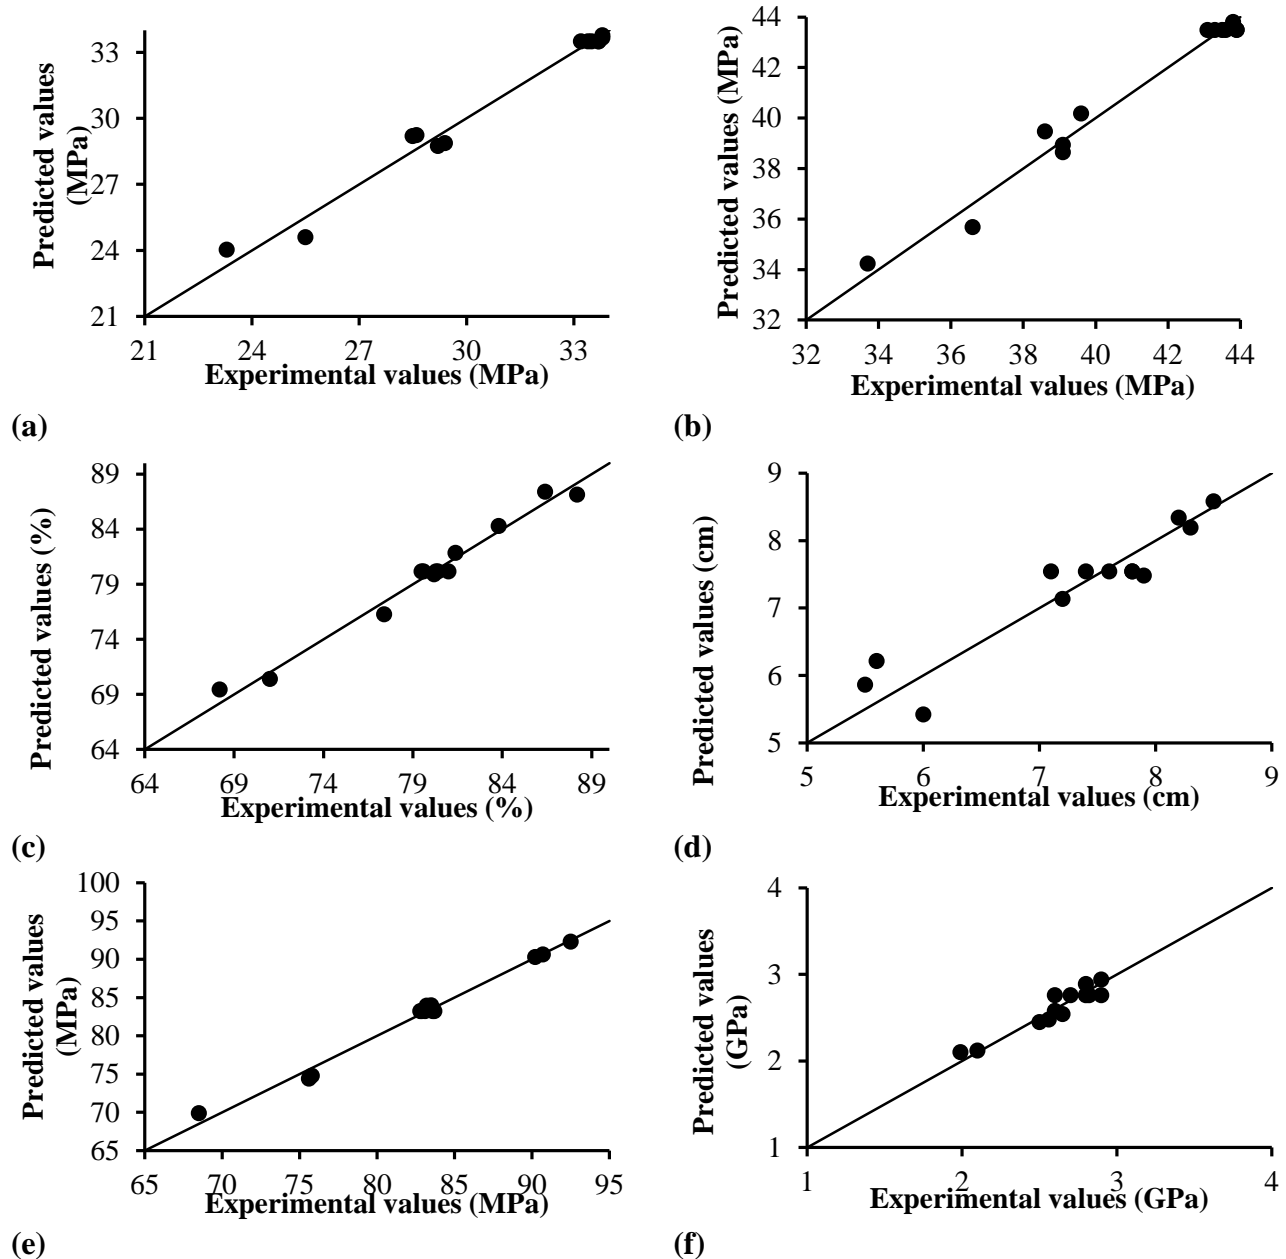 33
30
27
24
21
Predicted values
(MPa)
21 24 27 30 33
Experimental values (MPa)
(a)
44
42
40
38
36
34
32
Predicted values (MPa)
32 34 36 38 40 42 44
Experimental values (MPa)
(b)
89
84
79
74
69
64
Predicted values (%)
64 69 74 79 84 89
Experimental values (%)
(c)
9
8
7
6
5
Predicted values (cm)
5 6 7 8 9
Experimental values (cm)
(d)
100
95
90
85
80
75
70
65
Predicted values
(MPa)
65 70 75 80 85 90 95
Experimental values (MPa)
(e)
4
3
2
1
Predicted values
(GPa)
1 2 3 4
Experimental values (GPa)
(f)